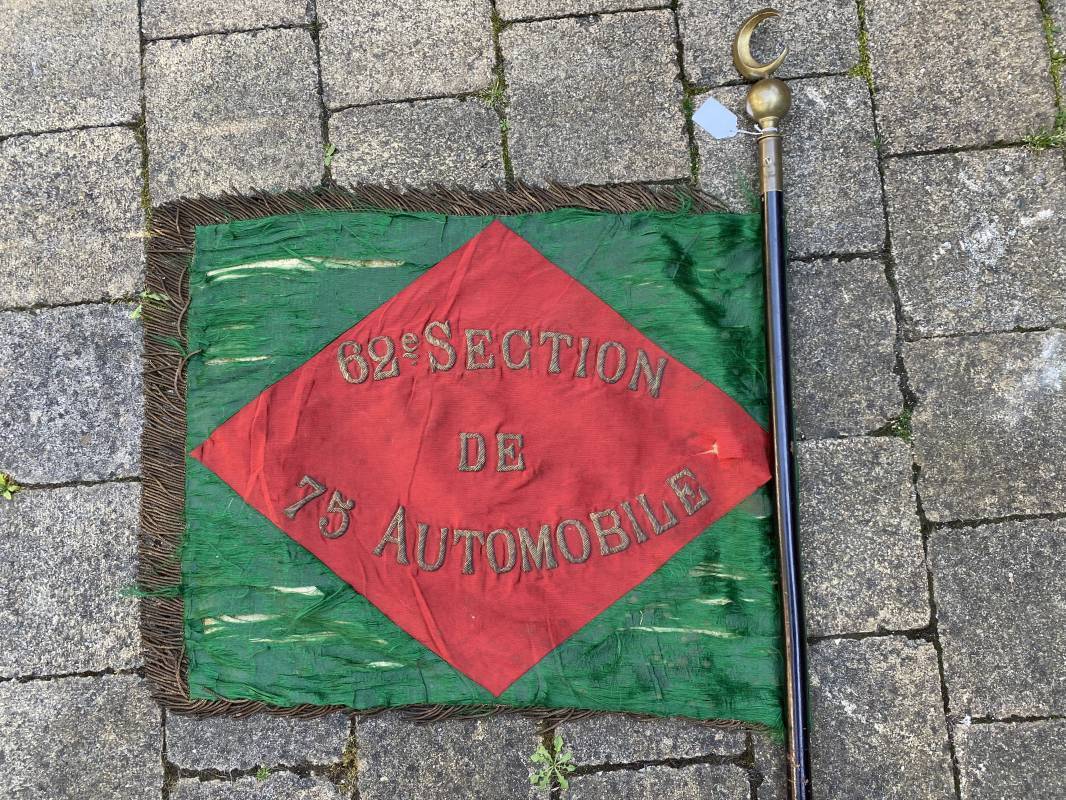 62e SECTION
DE
75 AUTOMOBILE